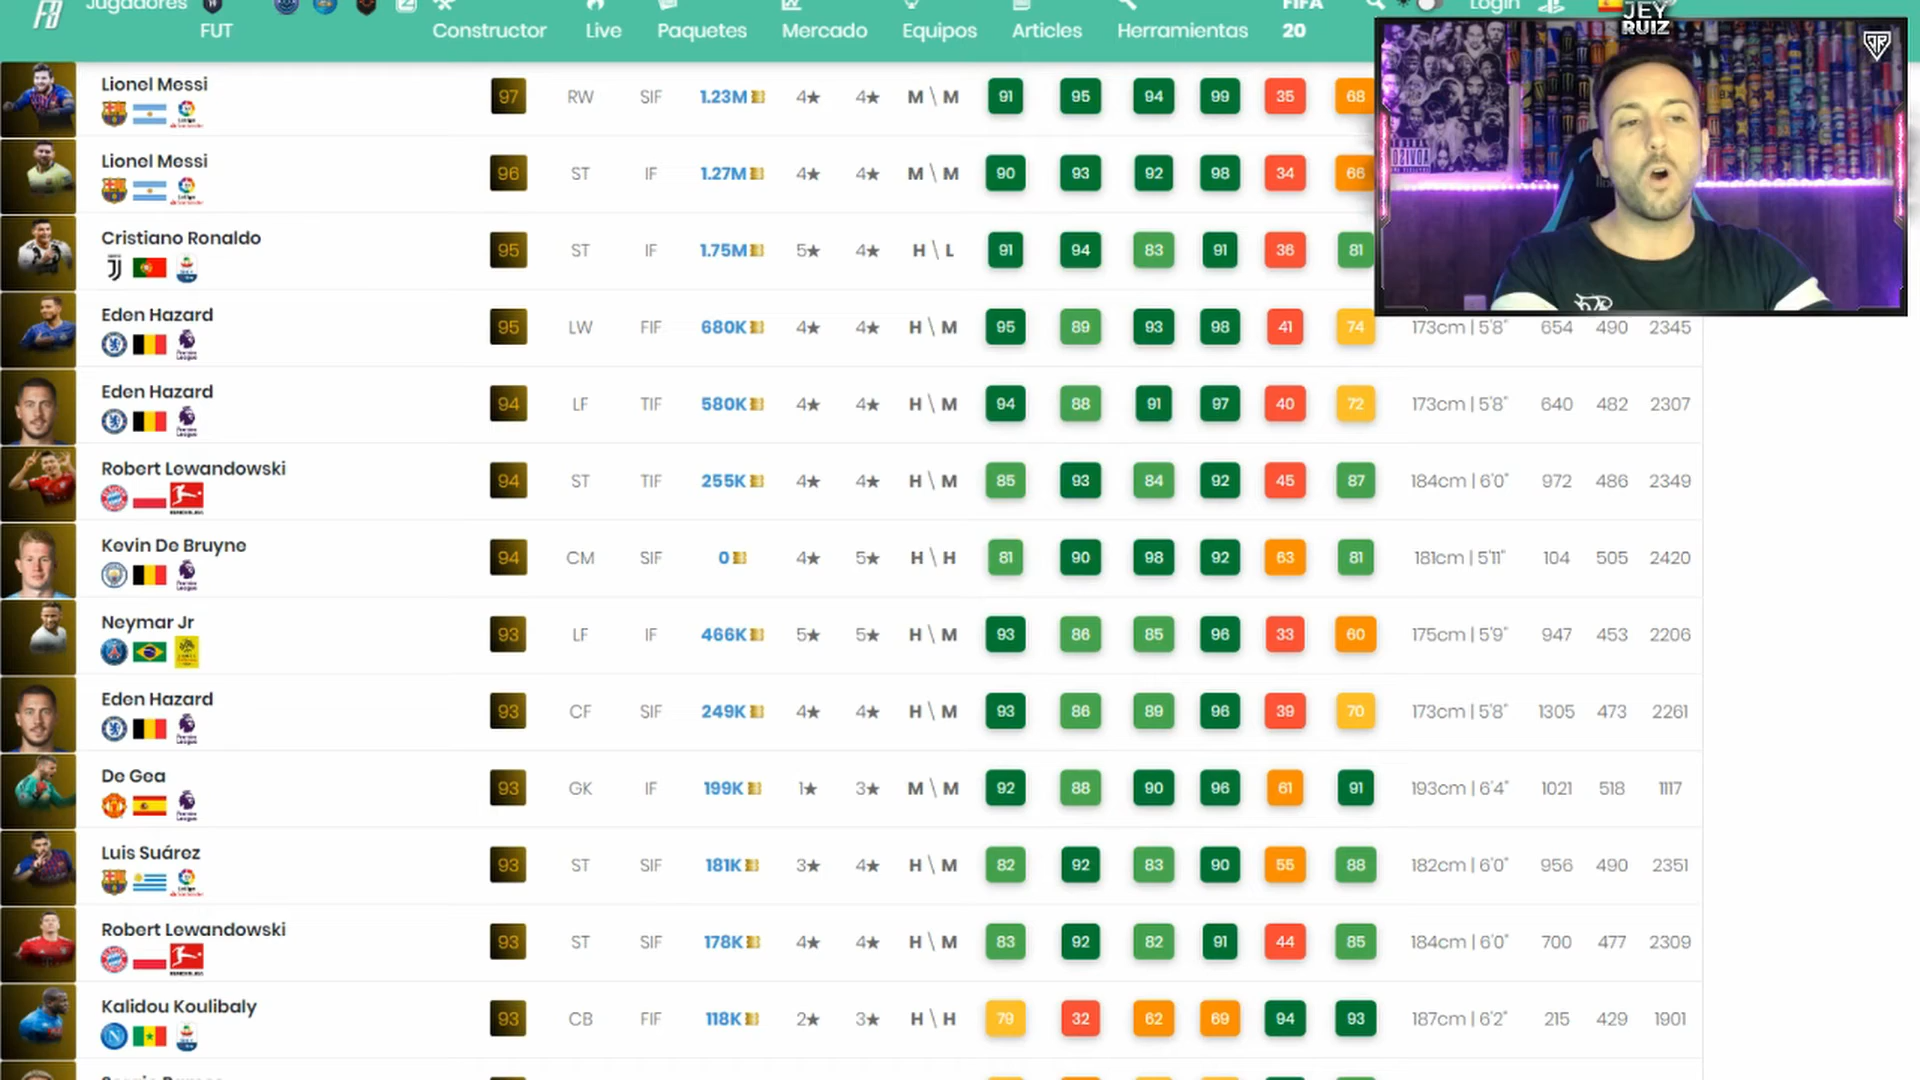 Jugadores
Login
FUT
Constructor
Live
Paquetes
Mercado
Equipos
Articles
Herramientas
FIFA
20
JEY
RUIZ
Lionel Messi 97 RW SIF 1.23M 4★ 4★ M \ M 91 95 94 99 35 68
Lionel Messi 96 ST IF 1.27M 4★ 4★ M \ M 90 93 92 98 34 66
Cristiano Ronaldo 95 ST IF 1.75M 5★ 4★ H \ L 91 94 83 91 36 81
Eden Hazard 95 LW FIF 680K 4★ 4★ H \ M 95 89 93 98 41 74 173cm | 5'8" 654 490 2345
Eden Hazard 94 LF TIF 580K 4★ 4★ H \ M 94 88 91 97 40 72 173cm | 5'8" 640 482 2307
Robert Lewandowski 94 ST TIF 255K 4★ 4★ H \ M 85 93 84 92 45 87 184cm | 6'0" 972 486 2349
Kevin De Bruyne 94 CM SIF 0 4★ 5★ H \ H 81 90 98 92 63 81 181cm | 5'11" 104 505 2420
Neymar Jr 93 LF IF 466K 5★ 5★ H \ M 93 86 85 96 33 60 175cm | 5'9" 947 453 2206
Eden Hazard 93 CF SIF 249K 4★ 4★ H \ M 93 86 89 96 39 70 173cm | 5'8" 1305 473 2261
De Gea 93 GK IF 199K 1★ 3★ M \ M 92 88 90 96 61 91 193cm | 6'4" 1021 518 1117
Luis Suárez 93 ST SIF 181K 3★ 4★ H \ M 82 92 83 90 55 88 182cm | 6'0" 956 490 2351
Robert Lewandowski 93 ST SIF 178K 4★ 4★ H \ M 83 92 82 91 44 85 184cm | 6'0" 700 477 2309
Kalidou Koulibaly 93 CB FIF 118K 2★ 3★ H \ H 79 32 62 69 94 93 187cm | 6'2" 215 429 1901